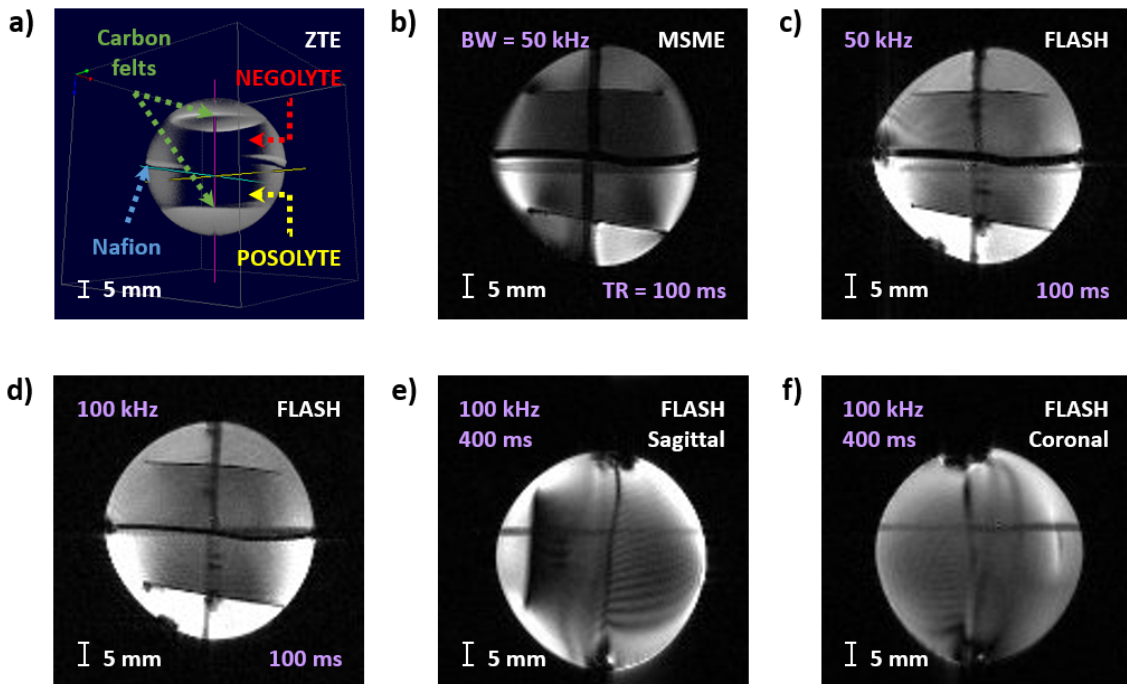 a)
Carbon
felts
ZTE
NEGOLYTE
Nafion
POSOLYTE
5 mm
b)
BW = 50 kHz
MSME
5 mm
TR = 100 ms
c)
50 kHz
FLASH
5 mm
100 ms
d)
100 kHz
FLASH
5 mm
100 ms
e)
100 kHz
FLASH
400 ms
Sagittal
5 mm
f)
100 kHz
FLASH
400 ms
Coronal
5 mm